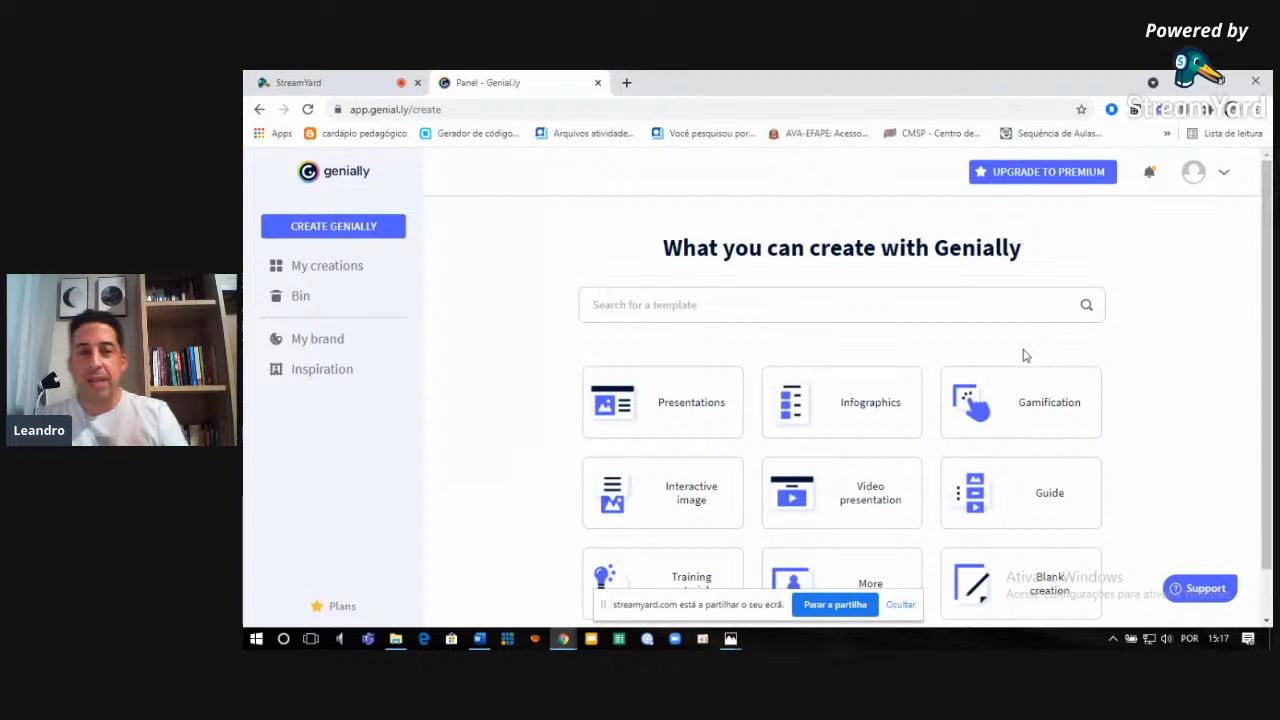 Powered by
StreamYard
StreamYard
Panel - Genial.ly
app.genial.ly/create
Apps
cardápio pedagógico
Gerador de código...
Arquivos atividade...
Você pesquisou por...
AVA-EFAPE: Acesso...
CMSP - Centro de...
Sequência de Aulas...
»
Lista de leitura
genially
UPGRADE TO PREMIUM
CREATE GENIALLY
My creations
Bin
My brand
Inspiration
Plans
What you can create with Genially
Search for a template
Presentations
Infographics
Gamification
Interactive
image
Video
presentation
Guide
Training
More
Blank
creation
Support
streamyard.com está a partilhar o seu ecrã.
Parar a partilha
Ocultar
Leandro
POR
15:17